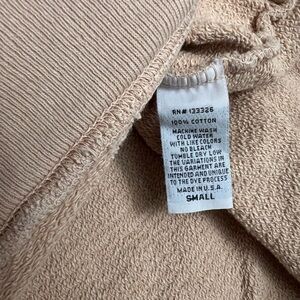 RN# 133326
100% COTTON
MACHINE WASH
COLD WATER
WITH LIKE COLORS
NO BLEACH
TUMBLE DRY LOW
THE VARIATIONS IN
THIS GARMENT ARE
INTENDED AND UNIQUE
TO THE DYE PROCESS
MADE IN U.S.A.
SMALL